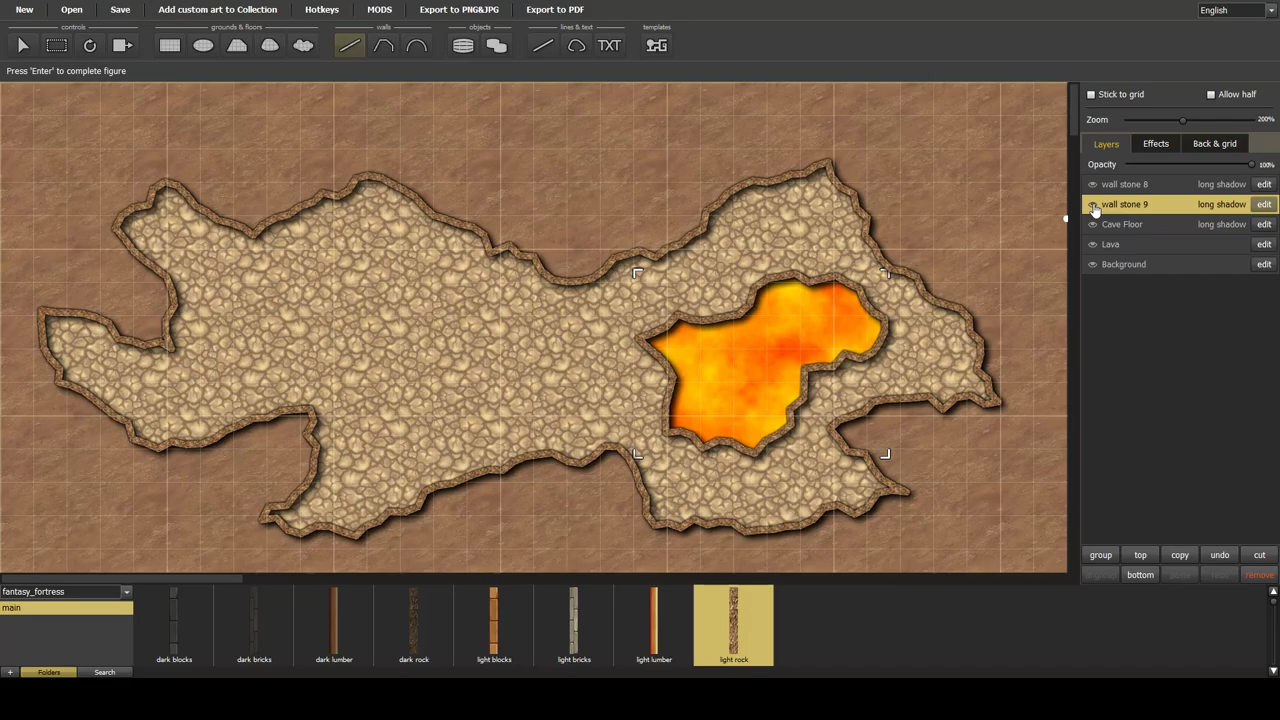 New Open Save Add custom art to Collection Hotkeys MODS Export to PNG&JPG Export to PDF English
controls grounds & floors walls objects lines & text templates
TXT
Press 'Enter' to complete figure
Stick to grid Allow half
Zoom 200%
Layers Effects Back & grid
Opacity 100%
wall stone 8 long shadow edit
wall stone 9 long shadow edit
Cave Floor long shadow edit
Lava edit
Background edit
group top copy undo cut
bottom remove
fantasy_fortress
main
dark blocks dark bricks dark lumber dark rock light blocks light bricks light lumber light rock
+ Folders Search